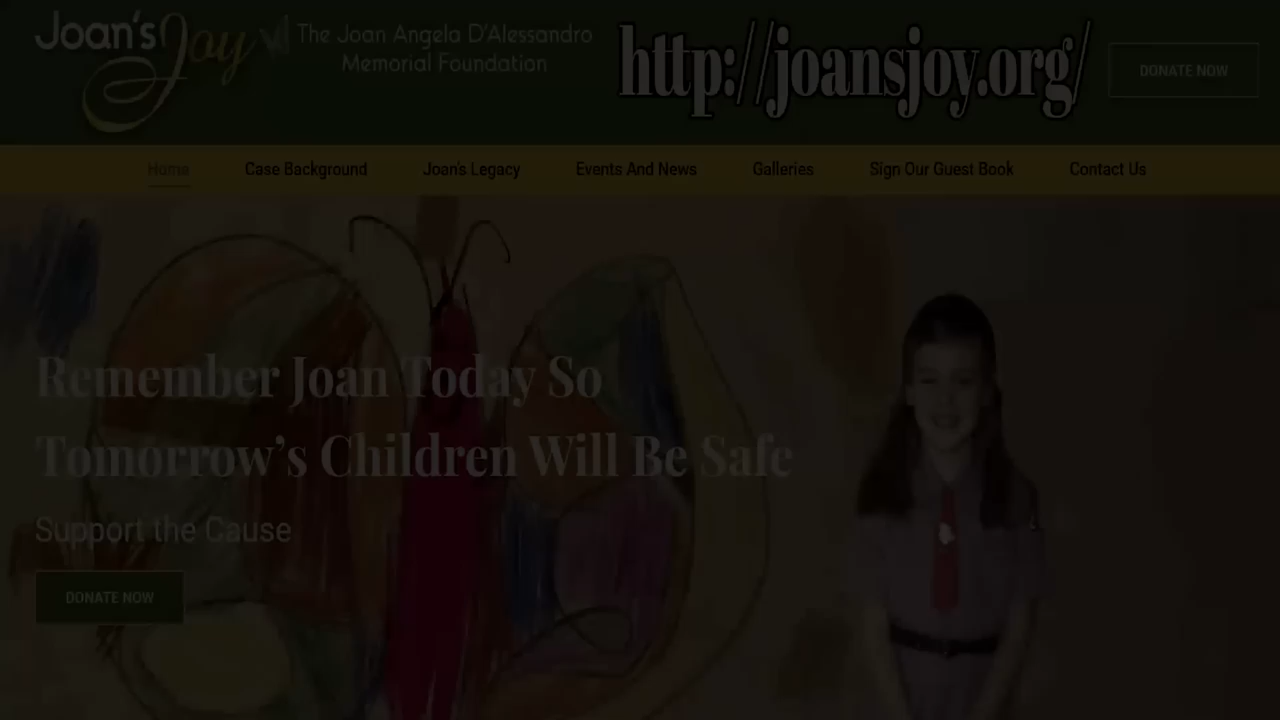 Joan's Joy
The Joan Angela D'Alessandro
Memorial Foundation
http://joansjoy.org/
DONATE NOW
Home Case Background Joan's Legacy Events And News Galleries Sign Our Guest Book Contact Us
Remember Joan Today So
Tomorrow's Children Will Be Safe
Support the Cause
DONATE NOW